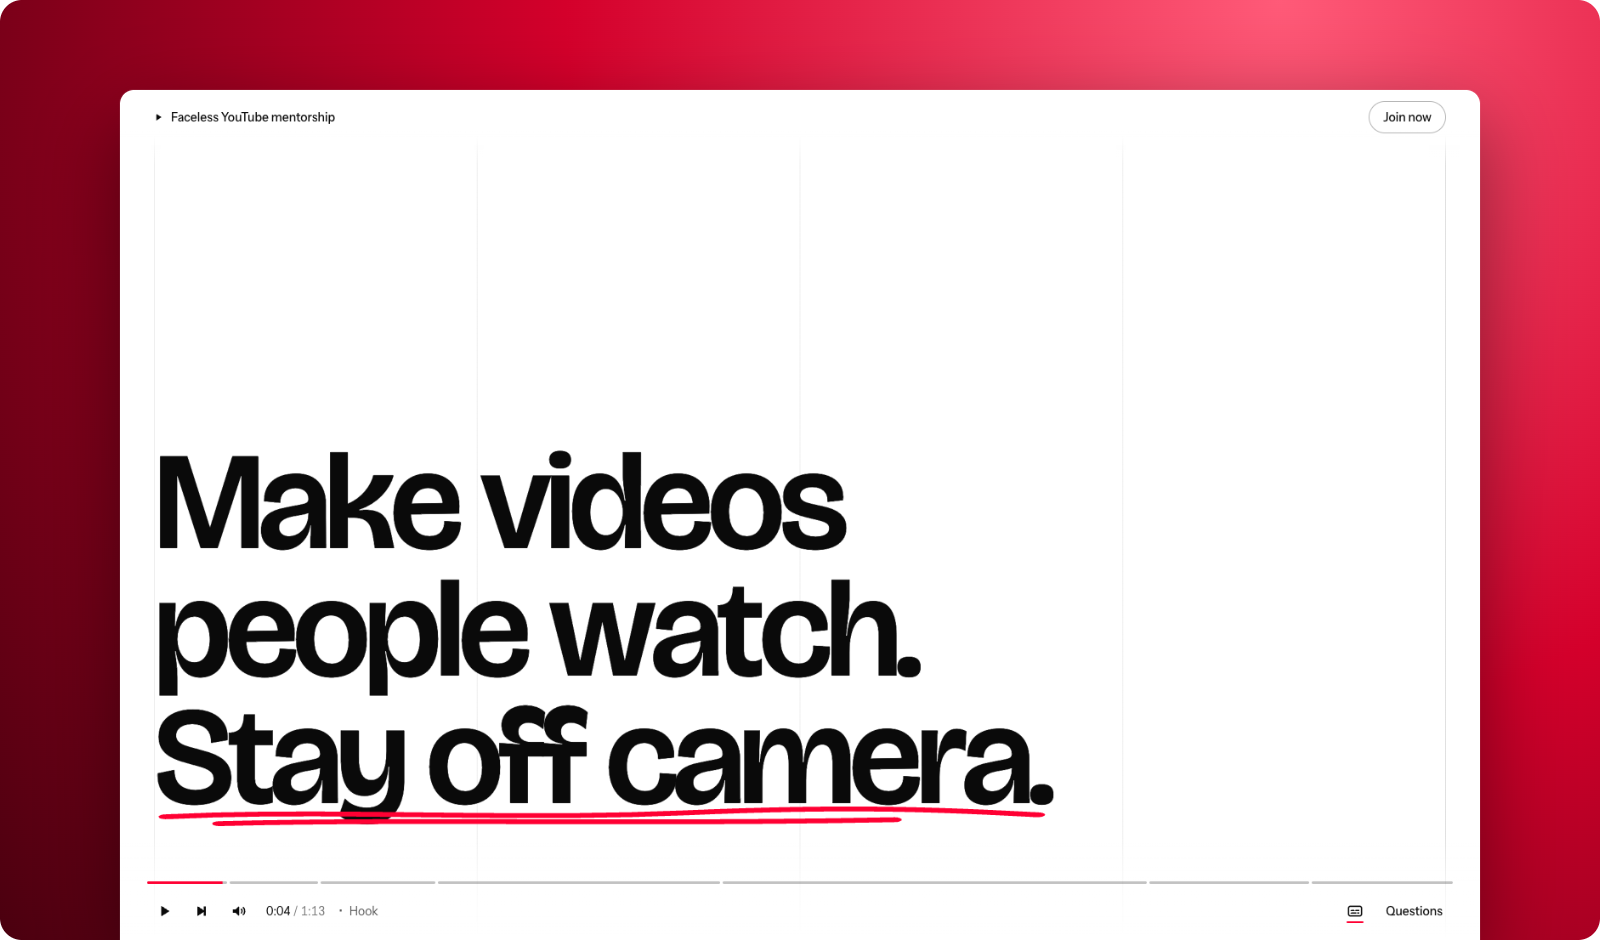 Faceless YouTube mentorship
Join now
Make videos
people watch.
Stay off camera.
0:04 / 1:13 • Hook
Questions